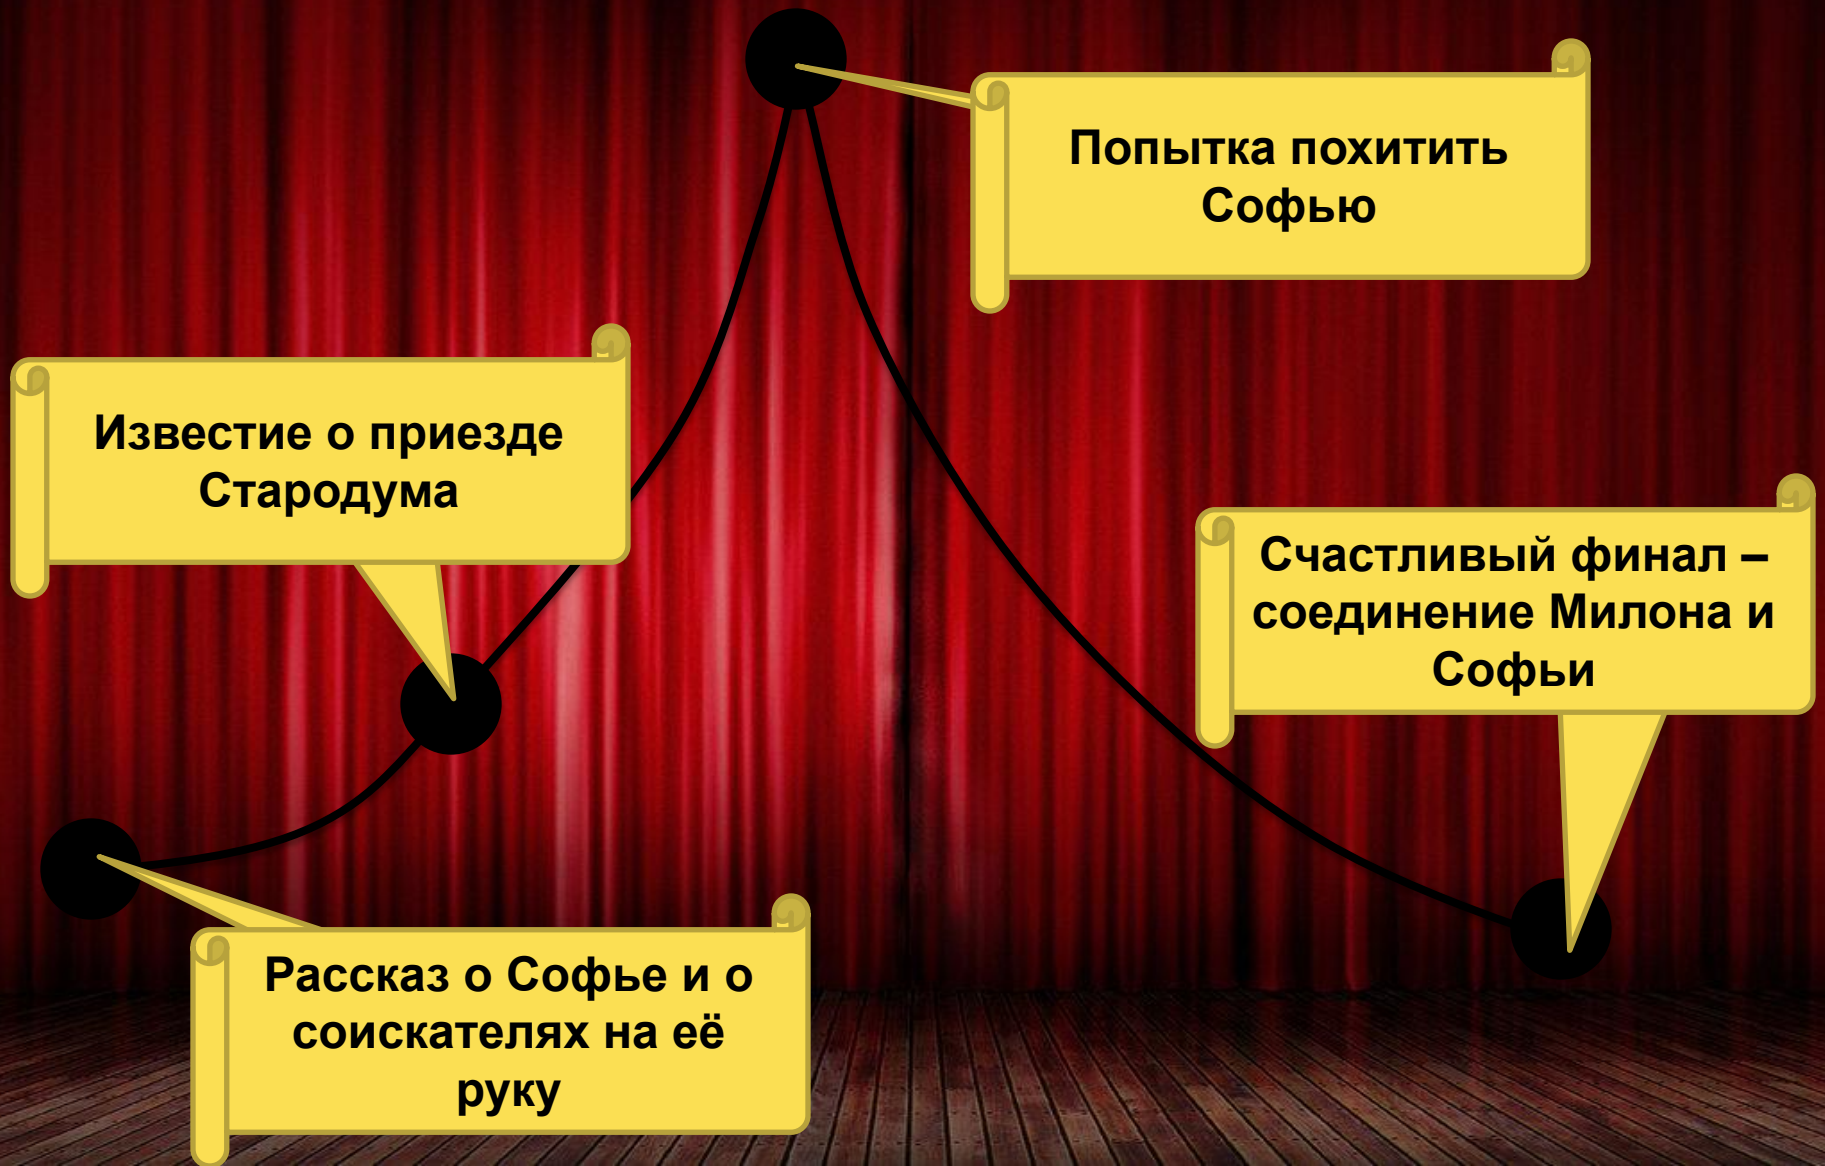 Попытка похитить
Софью
Известие о приезде
Стародума
Счастливый финал –
соединение Милона и
Софьи
Рассказ о Софье и о
соискателях на её
руку